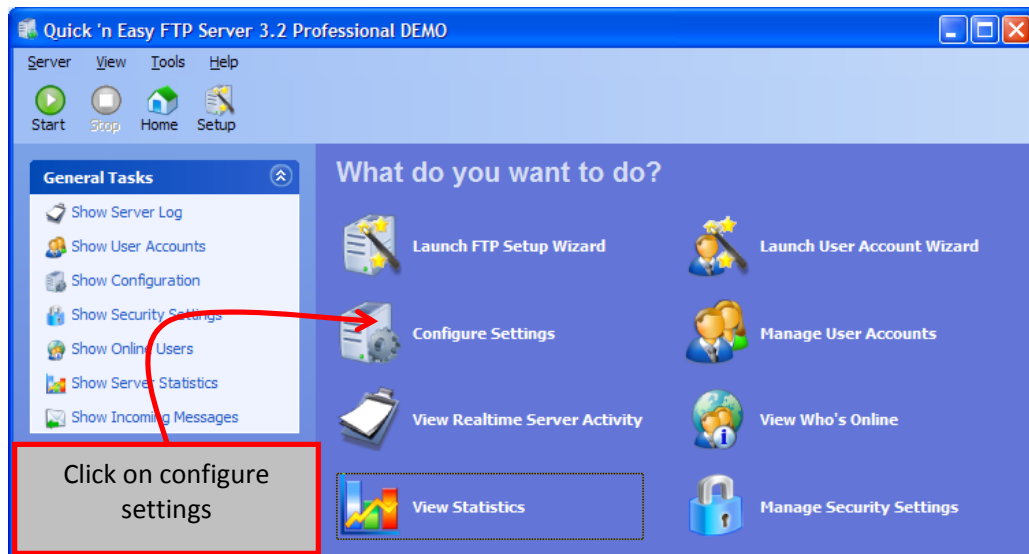 Quick 'n Easy FTP Server 3.2 Professional DEMO
Server View Tools Help
Start Stop Home Setup
General Tasks
Show Server Log
Show User Accounts
Show Configuration
Show Security Settings
Show Online Users
Show Server Statistics
Show Incoming Messages
Click on configure
settings
What do you want to do?
Launch FTP Setup Wizard
Launch User Account Wizard
Configure Settings
Manage User Accounts
View Realtime Server Activity
View Who's Online
View Statistics
Manage Security Settings